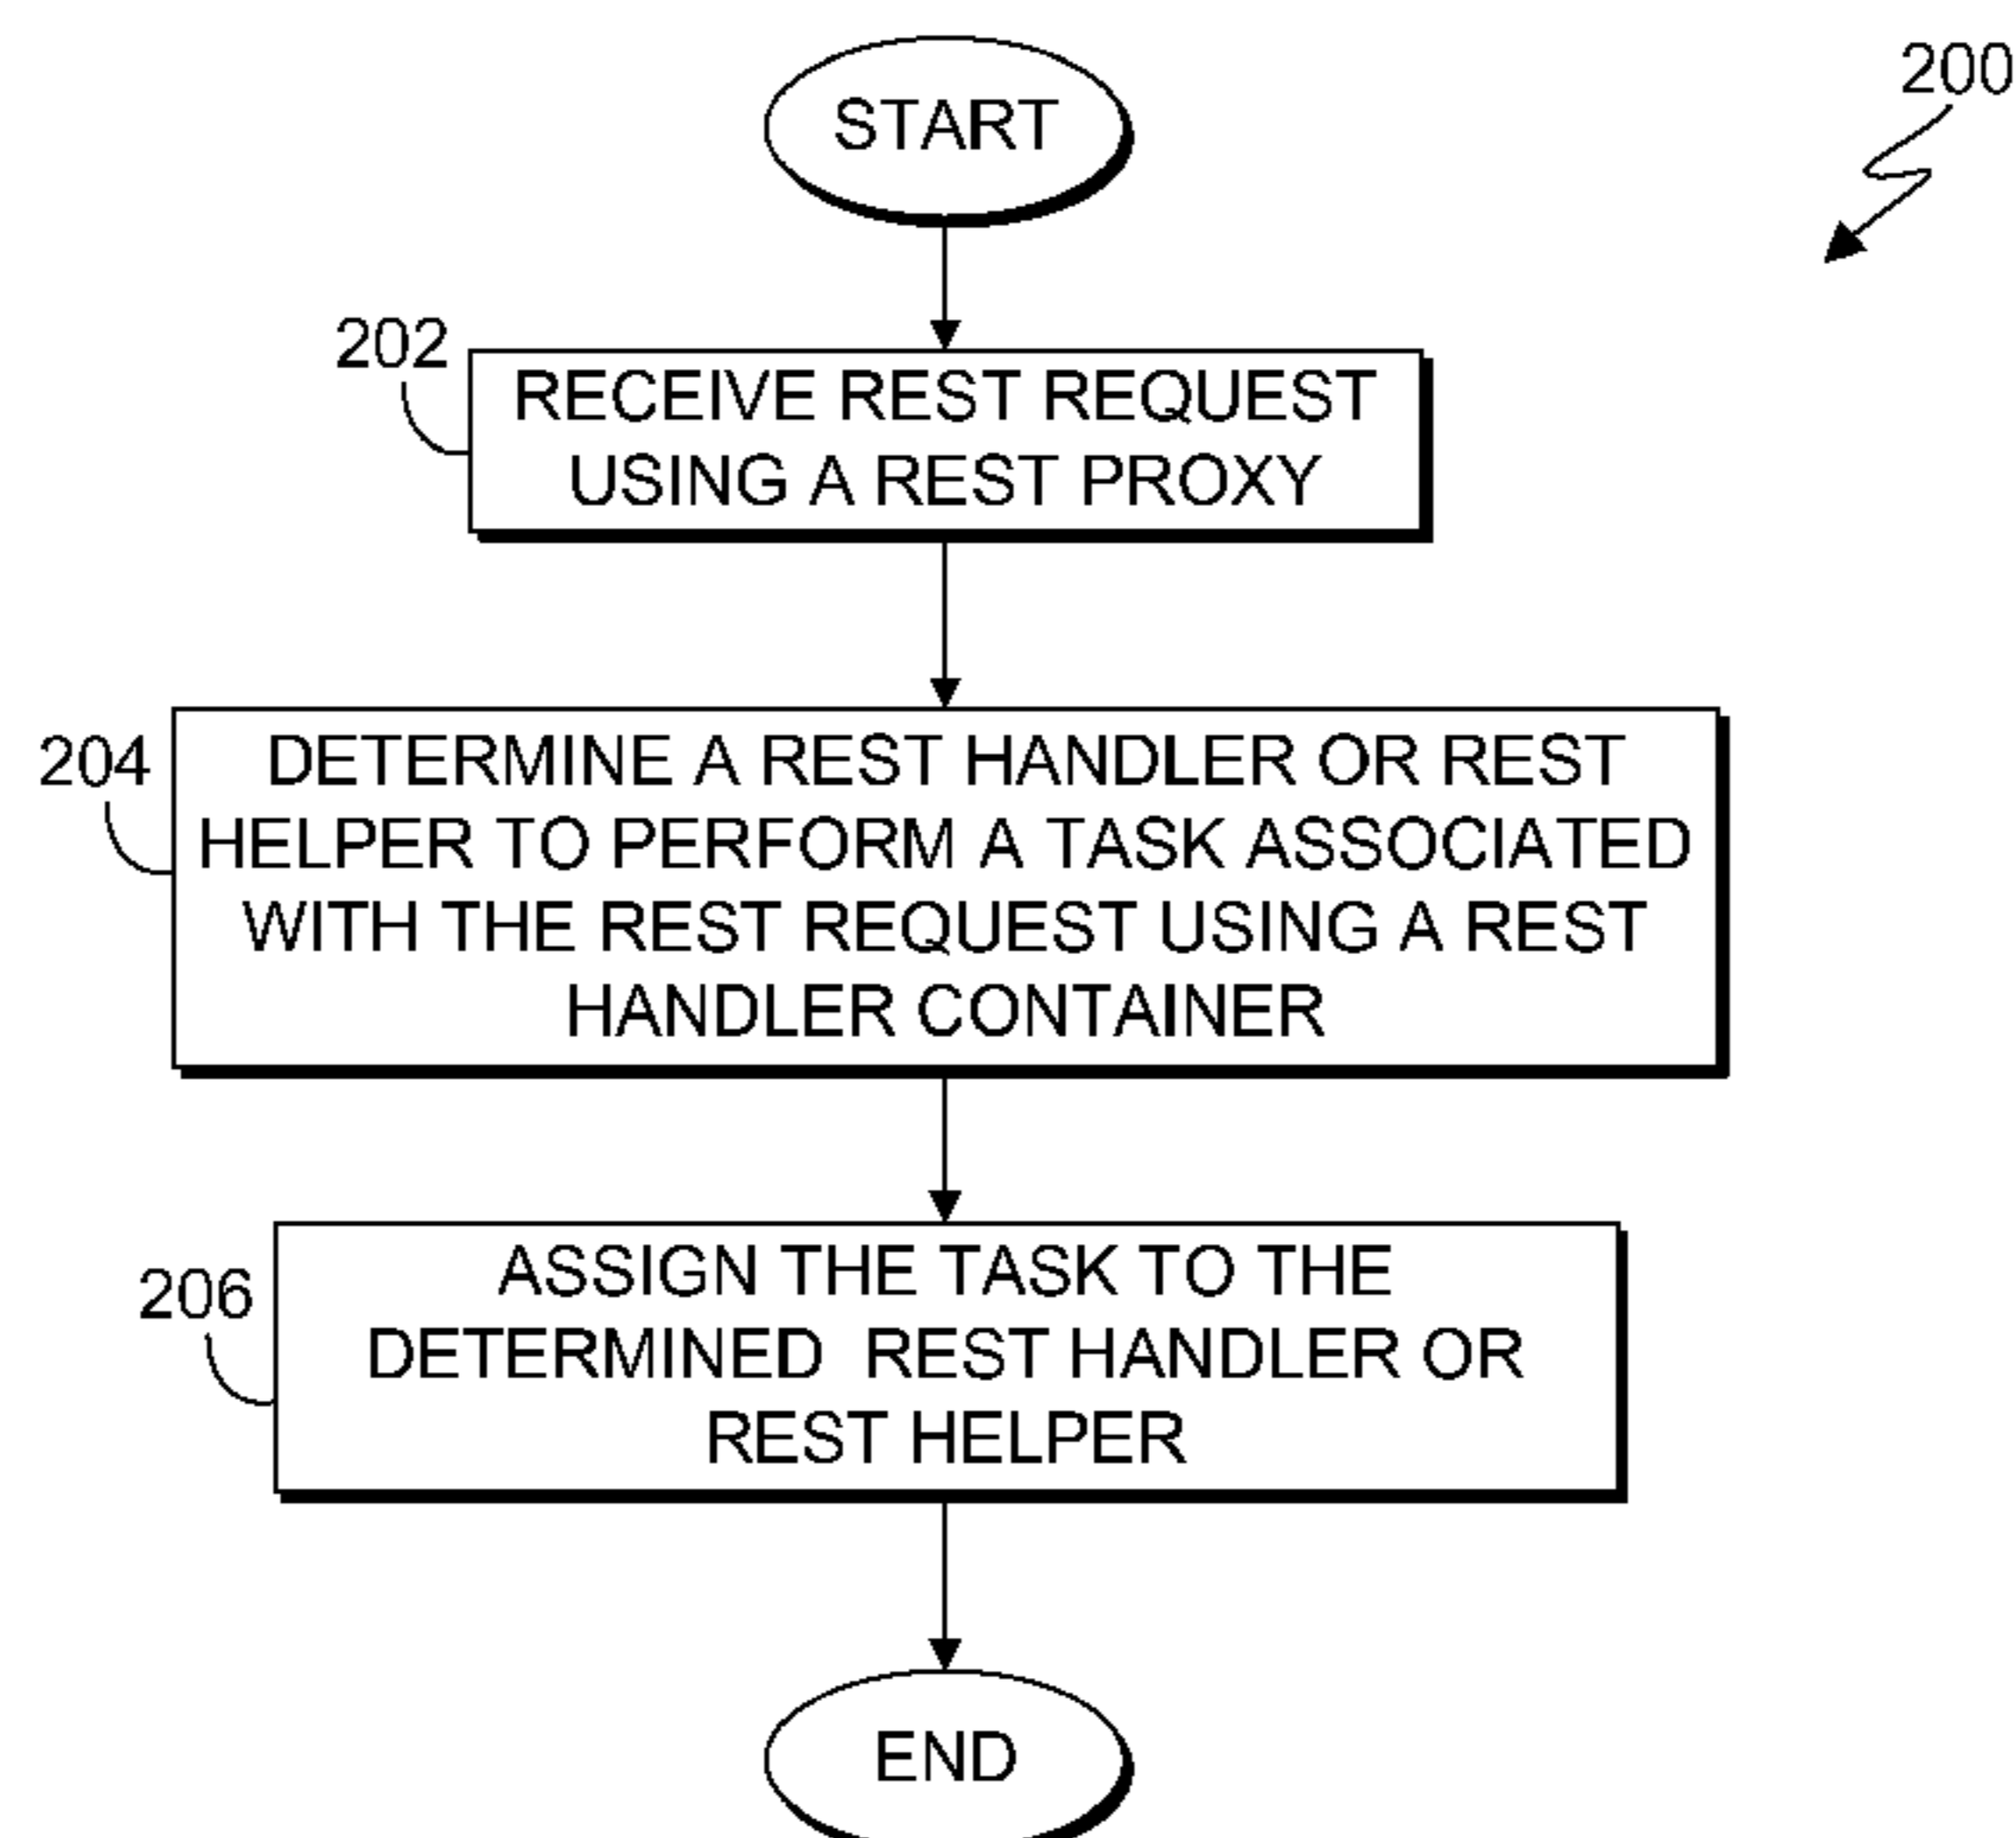 START
200
202
RECEIVE REST REQUEST
USING A REST PROXY
204
DETERMINE A REST HANDLER OR REST
HELPER TO PERFORM A TASK ASSOCIATED
WITH THE REST REQUEST USING A REST
HANDLER CONTAINER
206
ASSIGN THE TASK TO THE
DETERMINED REST HANDLER OR
REST HELPER
END